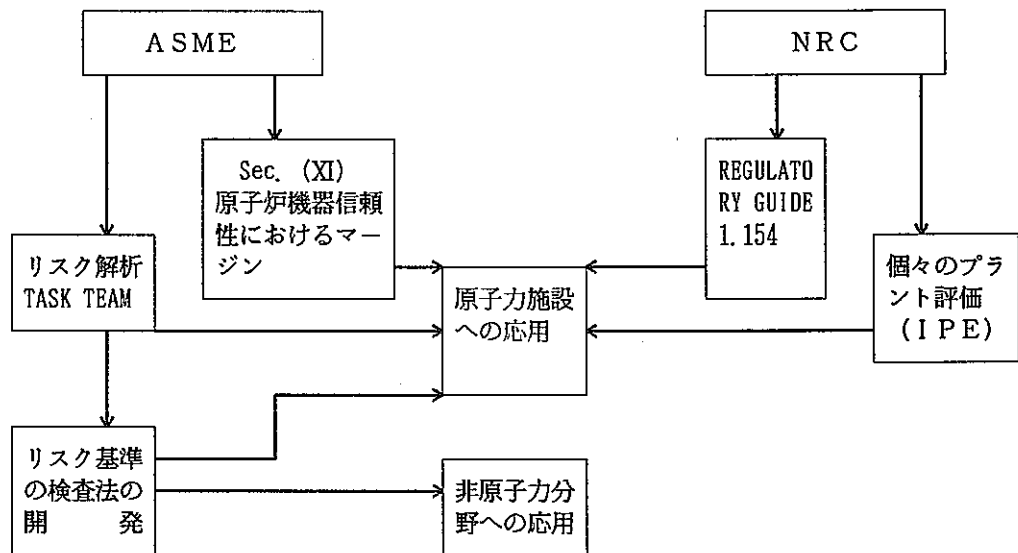 ASME
NRC
Sec. (XI)
原子炉機器信頼
性におけるマー
ジン
REGULATO
RY GUIDE
1.154
リスク解析
TASK TEAM
原子力施設
への応用
個々のプラ
ント評価
(IPE)
リスク基準
の検査法の
開 発
非原子力分
野への応用